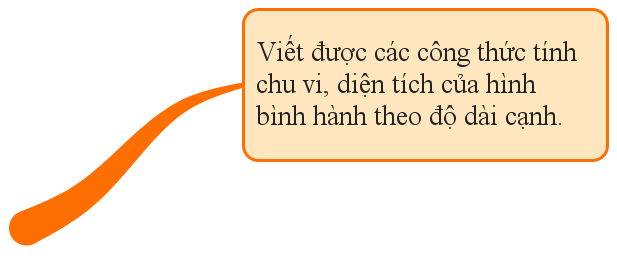 Viết được các công thức tính
chu vi, diện tích của hình
bình hành theo độ dài cạnh.